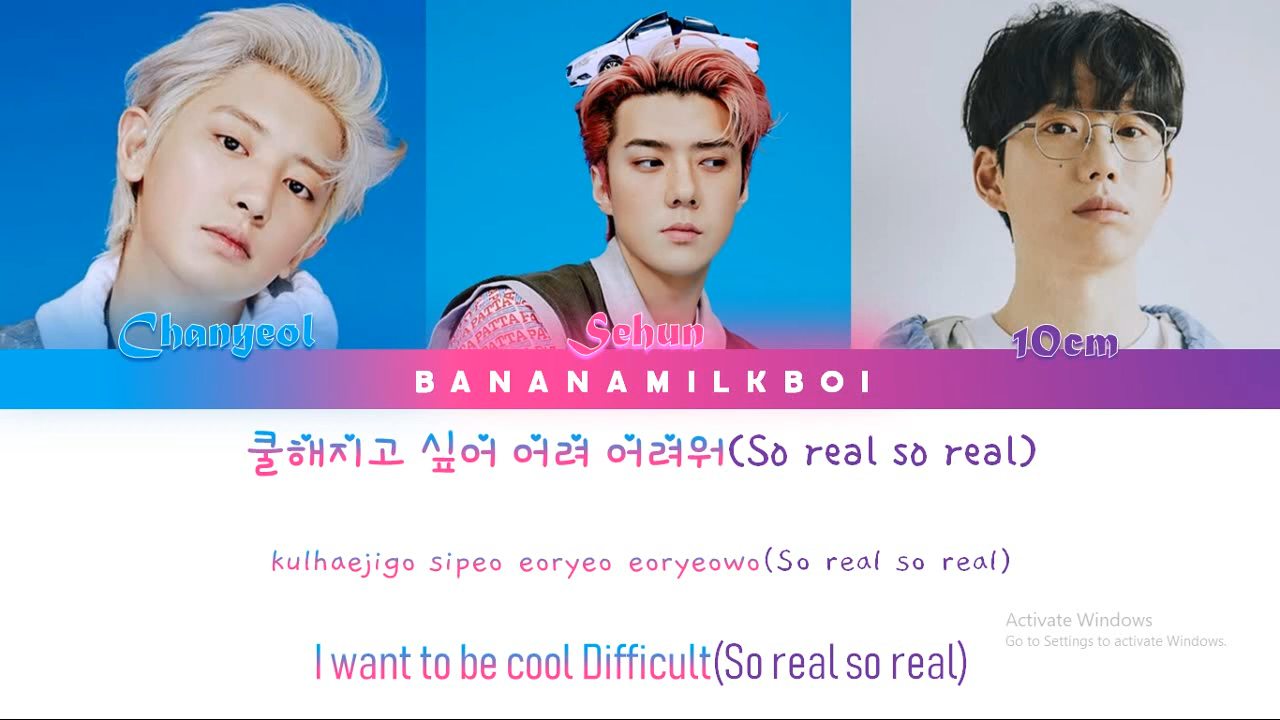 PATTA PA
Chanyeol
Sehun
10cm
BANANAMILKBOI
쿨해지고 싶어 어려 어려워(So real so real)
kulhaejigo sipeo eoryeo eoryeowo(So real so real)
Activate Windows
Go to Settings to activate Windows.
I want to be cool Difficult(So real so real)